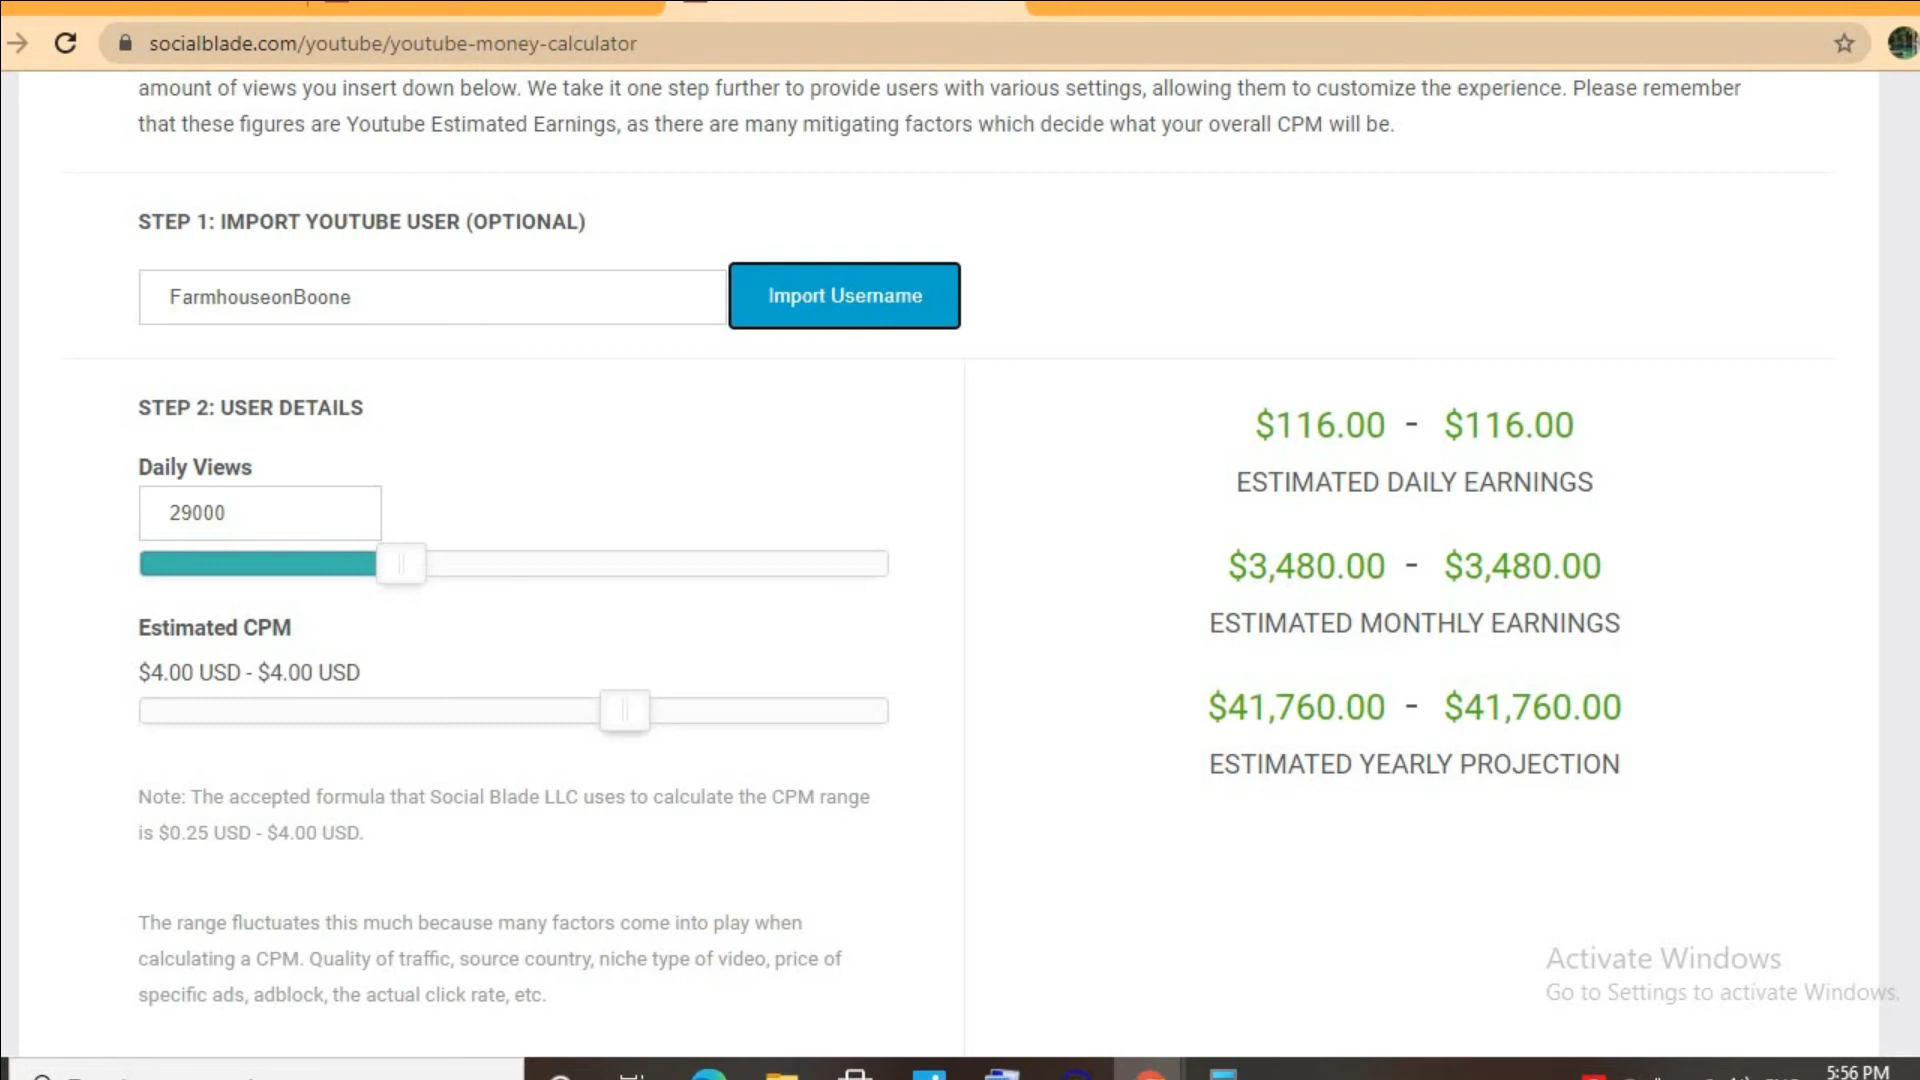 socialblade.com/youtube/youtube-money-calculator
amount of views you insert down below. We take it one step further to provide users with various settings, allowing them to customize the experience. Please remember
that these figures are Youtube Estimated Earnings, as there are many mitigating factors which decide what your overall CPM will be.
STEP 1: IMPORT YOUTUBE USER (OPTIONAL)
FarmhouseonBoone
Import Username
STEP 2: USER DETAILS
Daily Views
29000
Estimated CPM
$4.00 USD - $4.00 USD
Note: The accepted formula that Social Blade LLC uses to calculate the CPM range
is $0.25 USD - $4.00 USD.
The range fluctuates this much because many factors come into play when
calculating a CPM. Quality of traffic, source country, niche type of video, price of
specific ads, adblock, the actual click rate, etc.
$116.00 - $116.00
ESTIMATED DAILY EARNINGS
$3,480.00 - $3,480.00
ESTIMATED MONTHLY EARNINGS
$41,760.00 - $41,760.00
ESTIMATED YEARLY PROJECTION
Activate Windows
Go to Settings to activate Windows.
5:56 PM